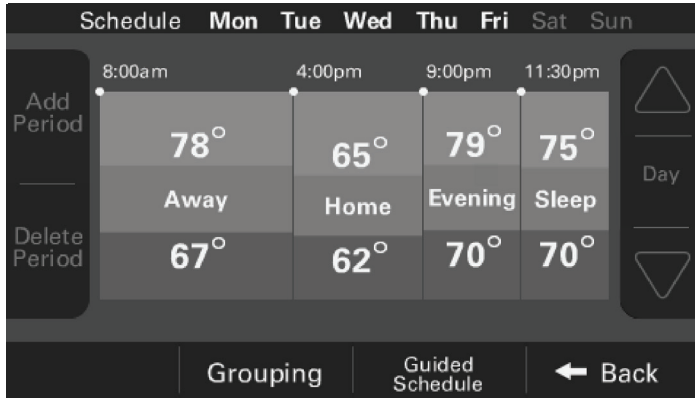 Schedule Mon Tue Wed Thu Fri Sat Sun
8:00am 4:00pm 9:00pm 11:30pm
Add
Period
78° 65° 79° 75°
Day
Away Home Evening Sleep
Delete
Period
67° 62° 70° 70°
Grouping
Guided
Schedule
Back